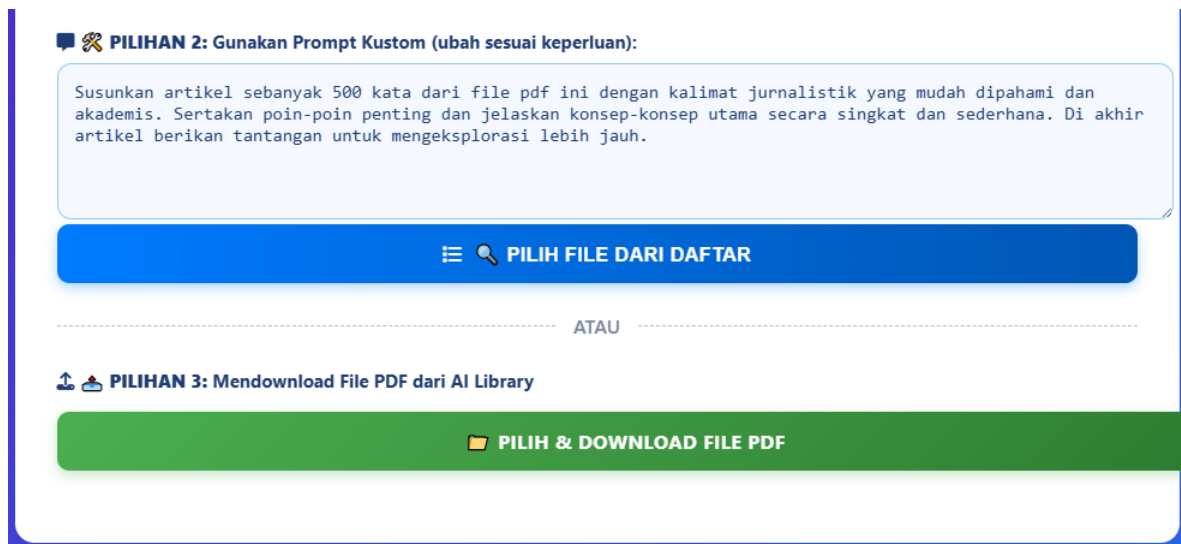 PILIHAN 2: Gunakan Prompt Kustom (ubah sesuai keperluan):
Susunkan artikel sebanyak 500 kata dari file pdf ini dengan kalimat jurnalistik yang mudah dipahami dan
akademis. Sertakan poin-poin penting dan jelaskan konsep-konsep utama secara singkat dan sederhana. Di akhir
artikel berikan tantangan untuk mengeksplorasi lebih jauh.
PILIH FILE DARI DAFTAR
ATAU
PILIHAN 3: Mendownload File PDF dari AI Library
PILIH & DOWNLOAD FILE PDF